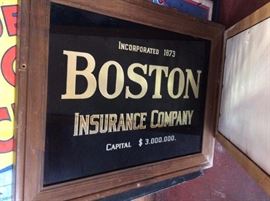 INCORPORATED 1873
BOSTON
INSURANCE COMPANY
CAPITAL $3,000,000.